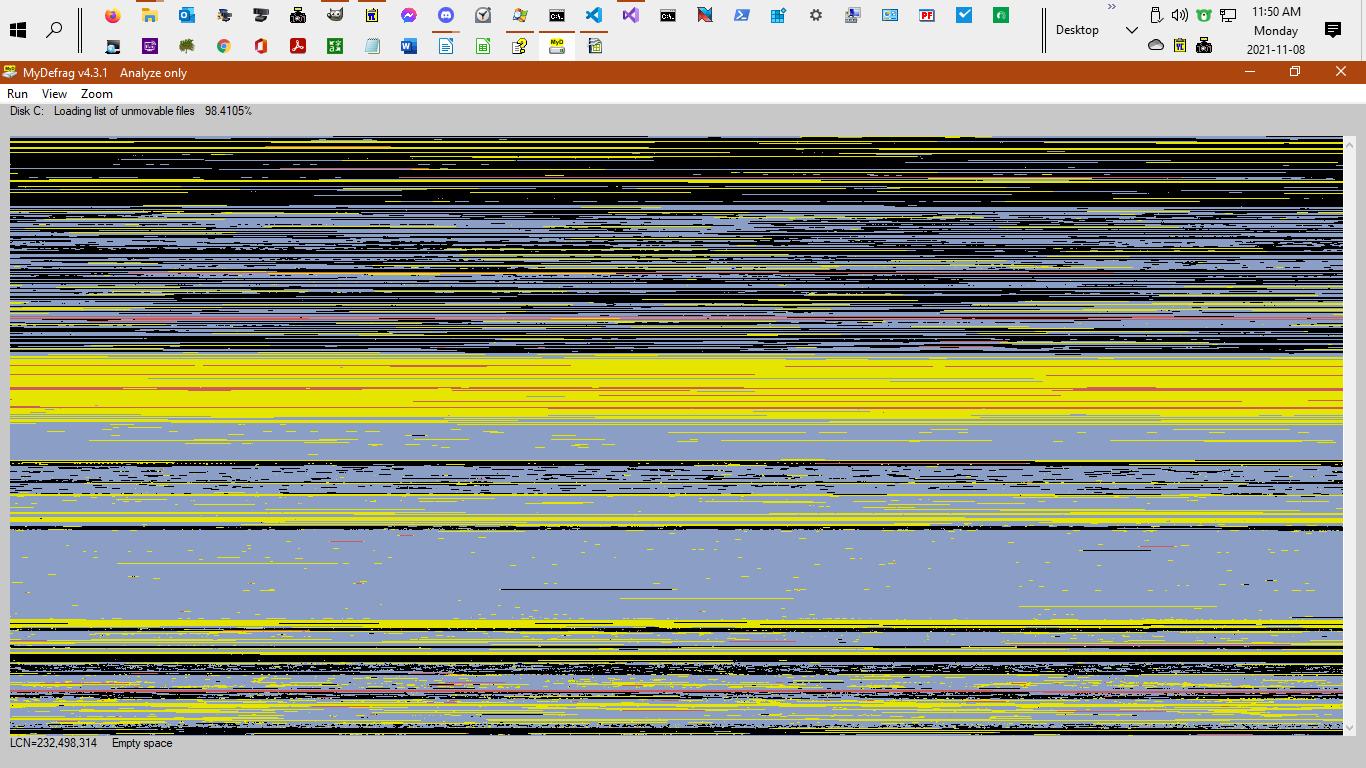 11:50 AM
Desktop
Monday
2021-11-08
MyDefrag v4.3.1 Analyze only
Run View Zoom
Disk C: Loading list of unmovable files 98.4105%
LCN=232,498,314 Empty space